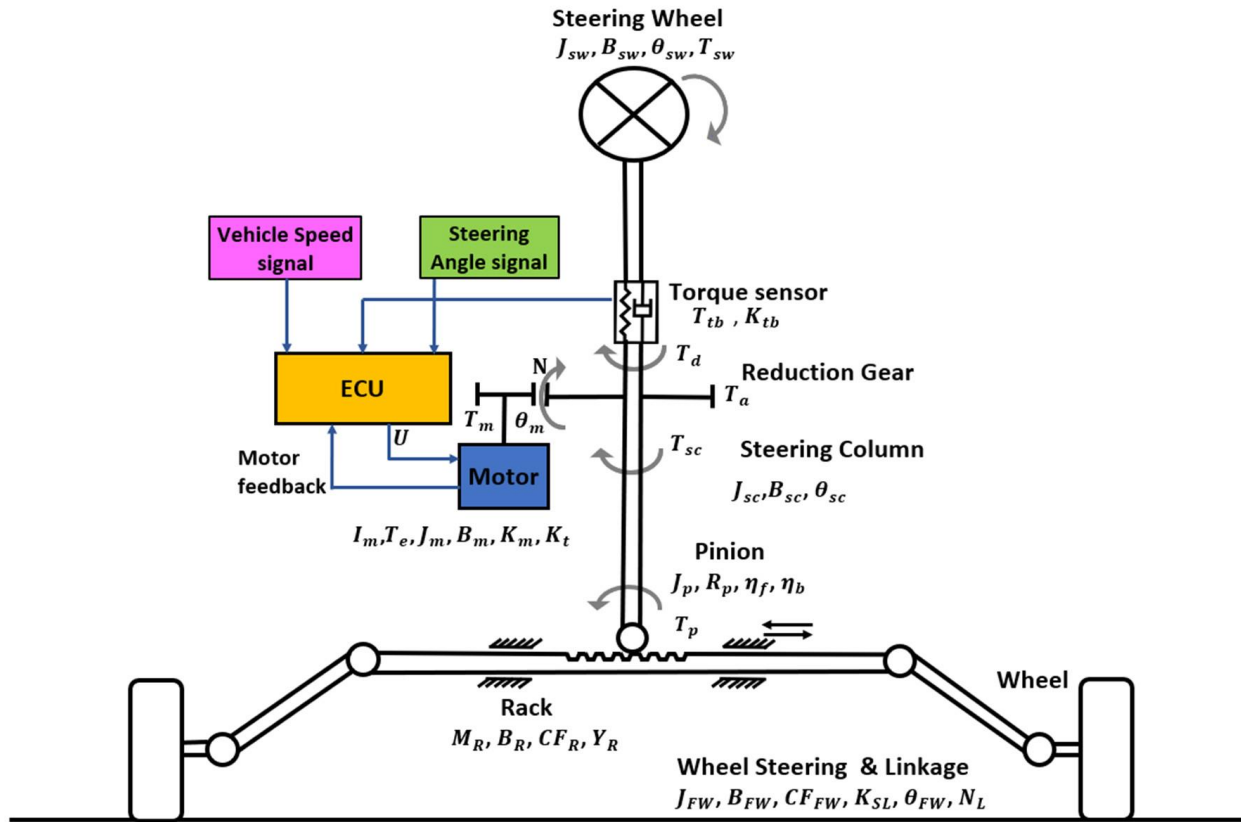 Steering Wheel
J_sw, B_sw, θ_sw, T_sw
Vehicle Speed
signal
Steering
Angle signal
Torque sensor
T_tb , K_tb
T_d
ECU
N
Reduction Gear
T_m
θ_m
T_a
U
Motor
feedback
Motor
T_sc
Steering Column
J_sc,B_sc, θ_sc
I_m,T_e, J_m, B_m, K_m, K_t
Pinion
J_p, R_p, η_f, η_b
T_p
Rack
M_R, B_R, CF_R, Y_R
Wheel
Wheel Steering & Linkage
J_FW, B_FW, CF_FW, K_SL, θ_FW, N_L